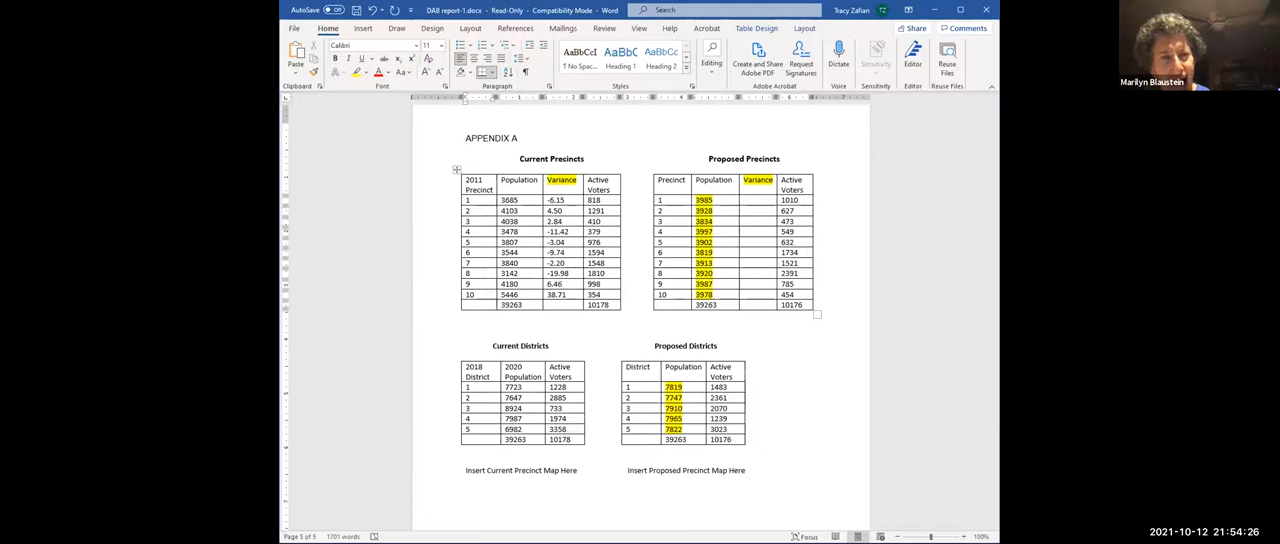 AutoSave Off DAB report-1.docx - Read-Only - Compatibility Mode - Word Search Tracy Zafian TZ
File Home Insert Draw Design Layout References Mailings Review View Help Acrobat Table Design Layout Share Comments
Calibri 11
AaBbCcI AaBbC AaBbCc
¶ No Spac... Heading 1 Heading 2
Paste Editing Create and Share Adobe PDF Request Signatures Dictate Sensitivity Editor Reuse Files
Clipboard Font Paragraph Styles Adobe Acrobat Voice Sensitivity Editor Reuse Files
Marilyn Blaustein
APPENDIX A
Current Precincts
2011 Precinct Population Variance Active Voters
1 3685 -6.15 818
2 4103 4.50 1291
3 4038 2.84 410
4 3478 -11.42 379
5 3807 -3.04 976
6 3544 -9.74 1594
7 3840 -2.20 1548
8 3142 -19.98 1810
9 4180 6.46 998
10 5446 38.71 354
39263 10178
Proposed Precincts
Precinct Population Variance Active Voters
1 3985 1010
2 3928 627
3 3834 473
4 3997 549
5 3902 632
6 3819 1734
7 3913 1521
8 3920 2391
9 3987 785
10 3978 454
39263 10176
Current Districts
2018 District 2020 Population Active Voters
1 7723 1228
2 7647 2885
3 8924 733
4 7987 1974
5 6982 3358
39263 10178
Proposed Districts
District Population Active Voters
1 7819 1483
2 7747 2361
3 7910 2070
4 7965 1239
5 7822 3023
39263 10176
Insert Current Precinct Map Here
Insert Proposed Precinct Map Here
Page 5 of 5 1701 words Focus 100%
2021-10-12 21:54:26